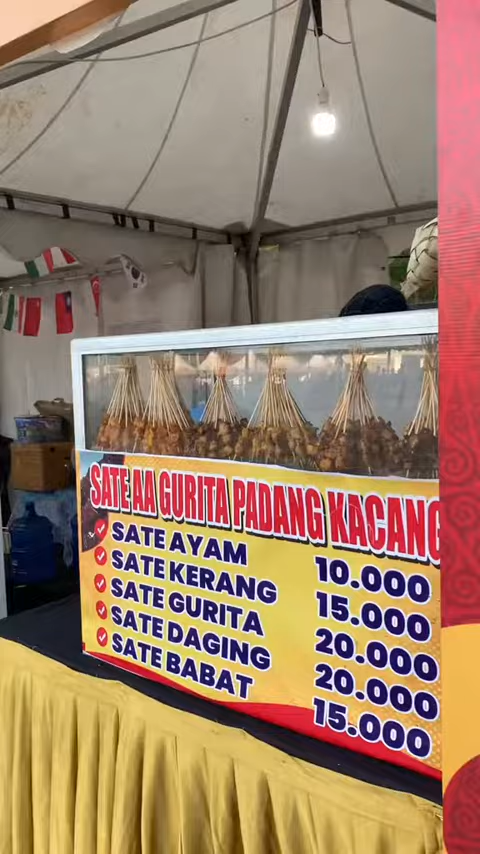 SATE AA GURITA PADANG KACANG
SATE AYAM 10.000
SATE KERANG 15.000
SATE GURITA 20.000
SATE DAGING 20.000
SATE BABAT 15.000